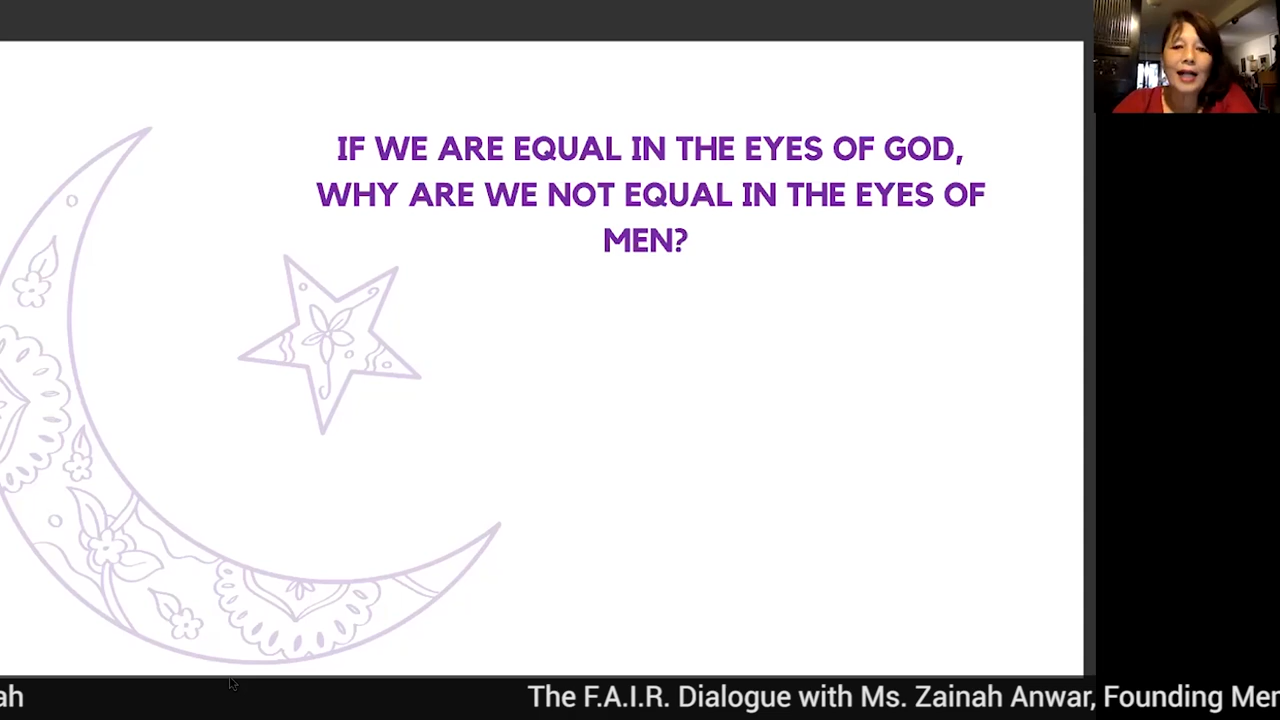 IF WE ARE EQUAL IN THE EYES OF GOD,
WHY ARE WE NOT EQUAL IN THE EYES OF
MEN?
ah The F.A.I.R. Dialogue with Ms. Zainah Anwar, Founding Mer